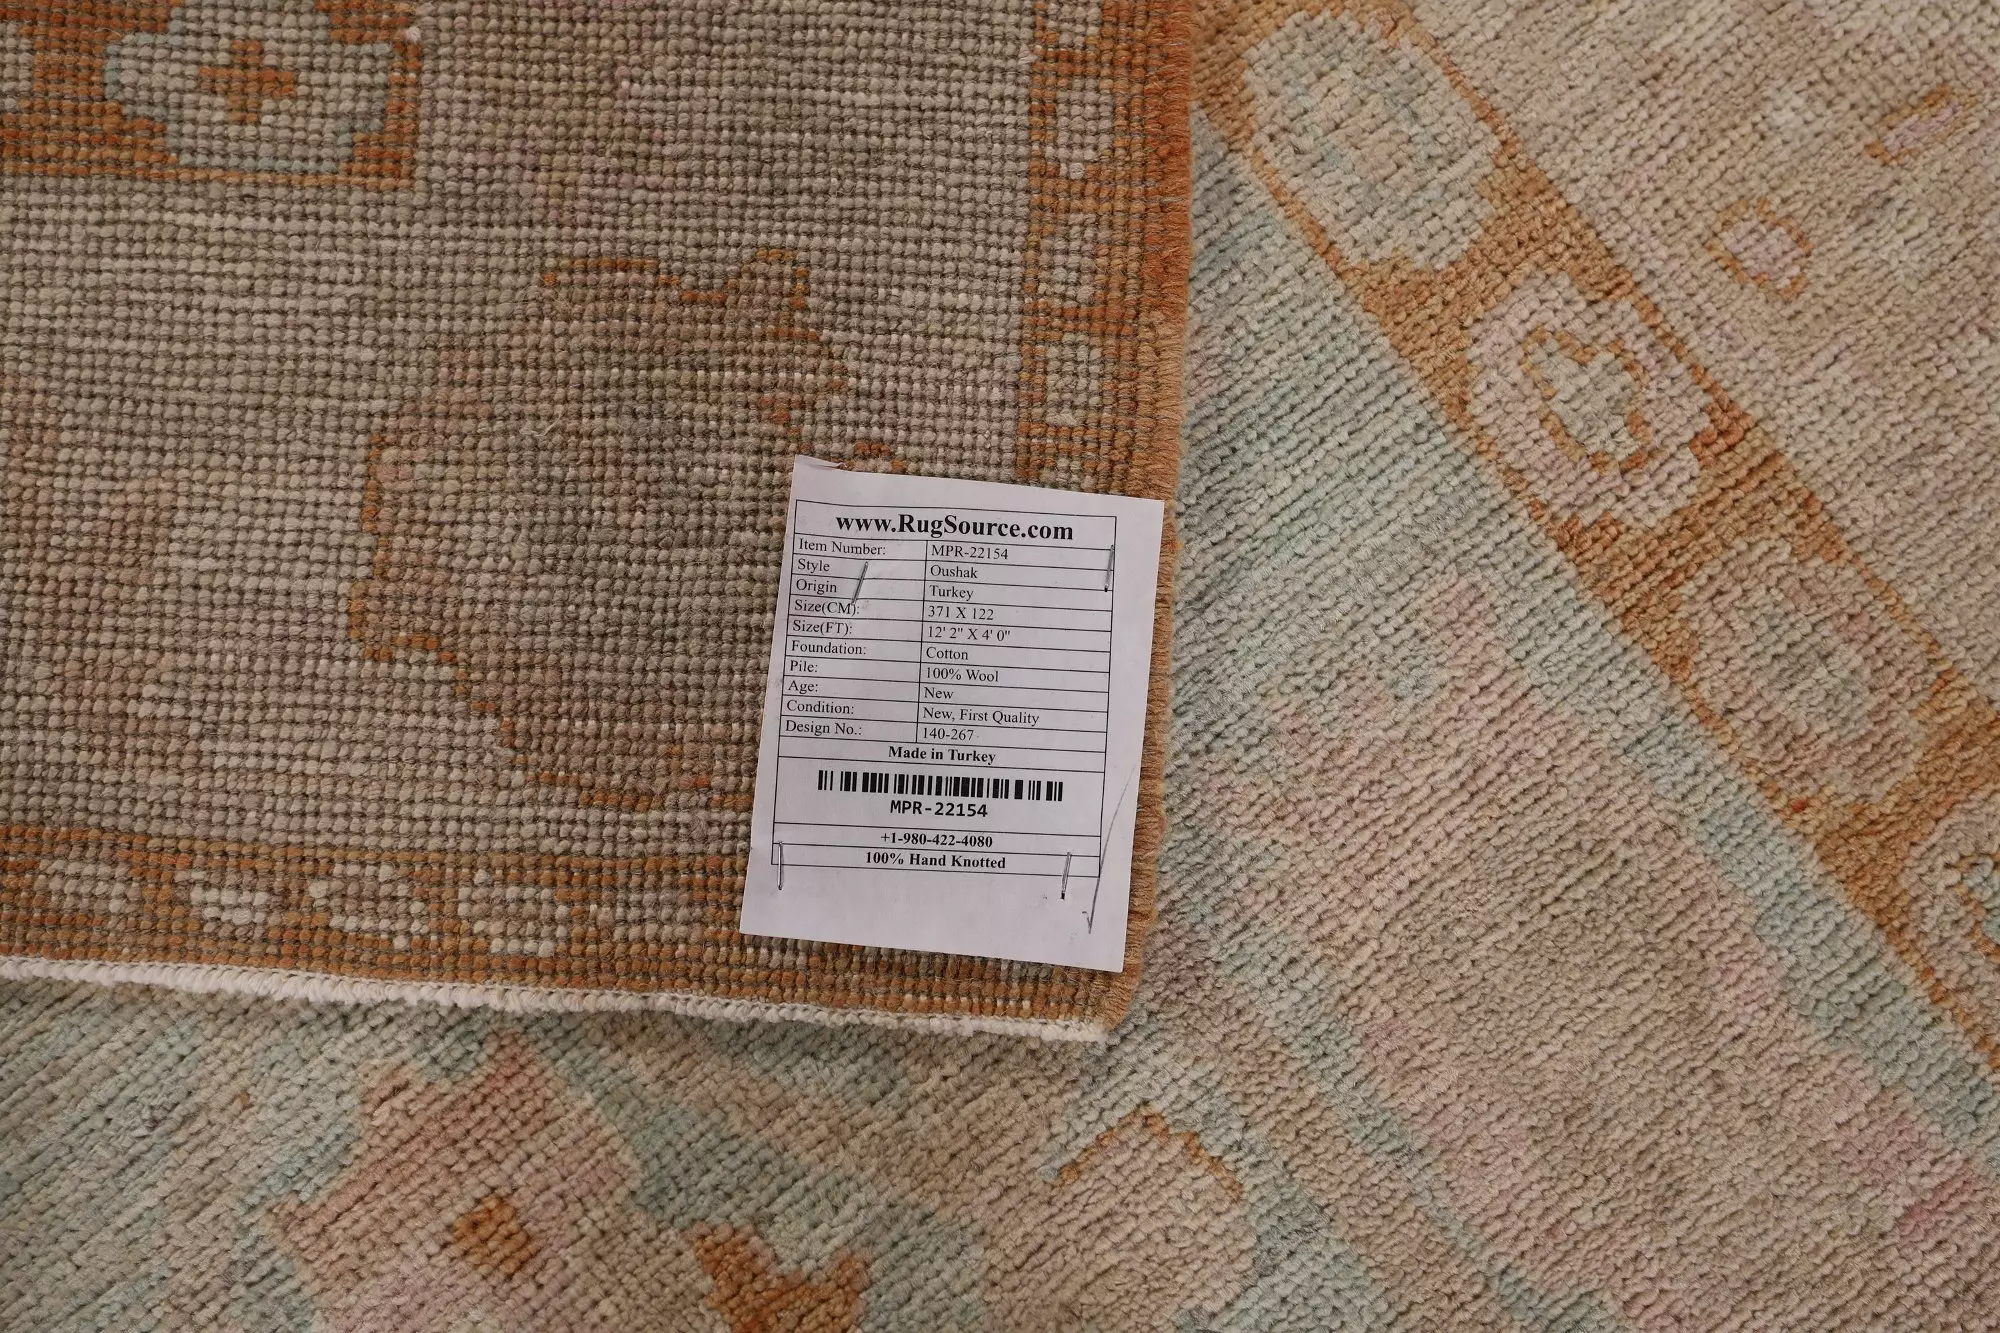 www.RugSource.com
Item Number: MPR-22154
Style Oushak
Origin Turkey
Size(CM): 371 X 122
Size(FT): 12' 2" X 4' 0"
Foundation: Cotton
Pile: 100% Wool
Age: New
Condition: New, First Quality
Design No.: 140-267
Made in Turkey
MPR-22154
+1-980-422-4080
100% Hand Knotted